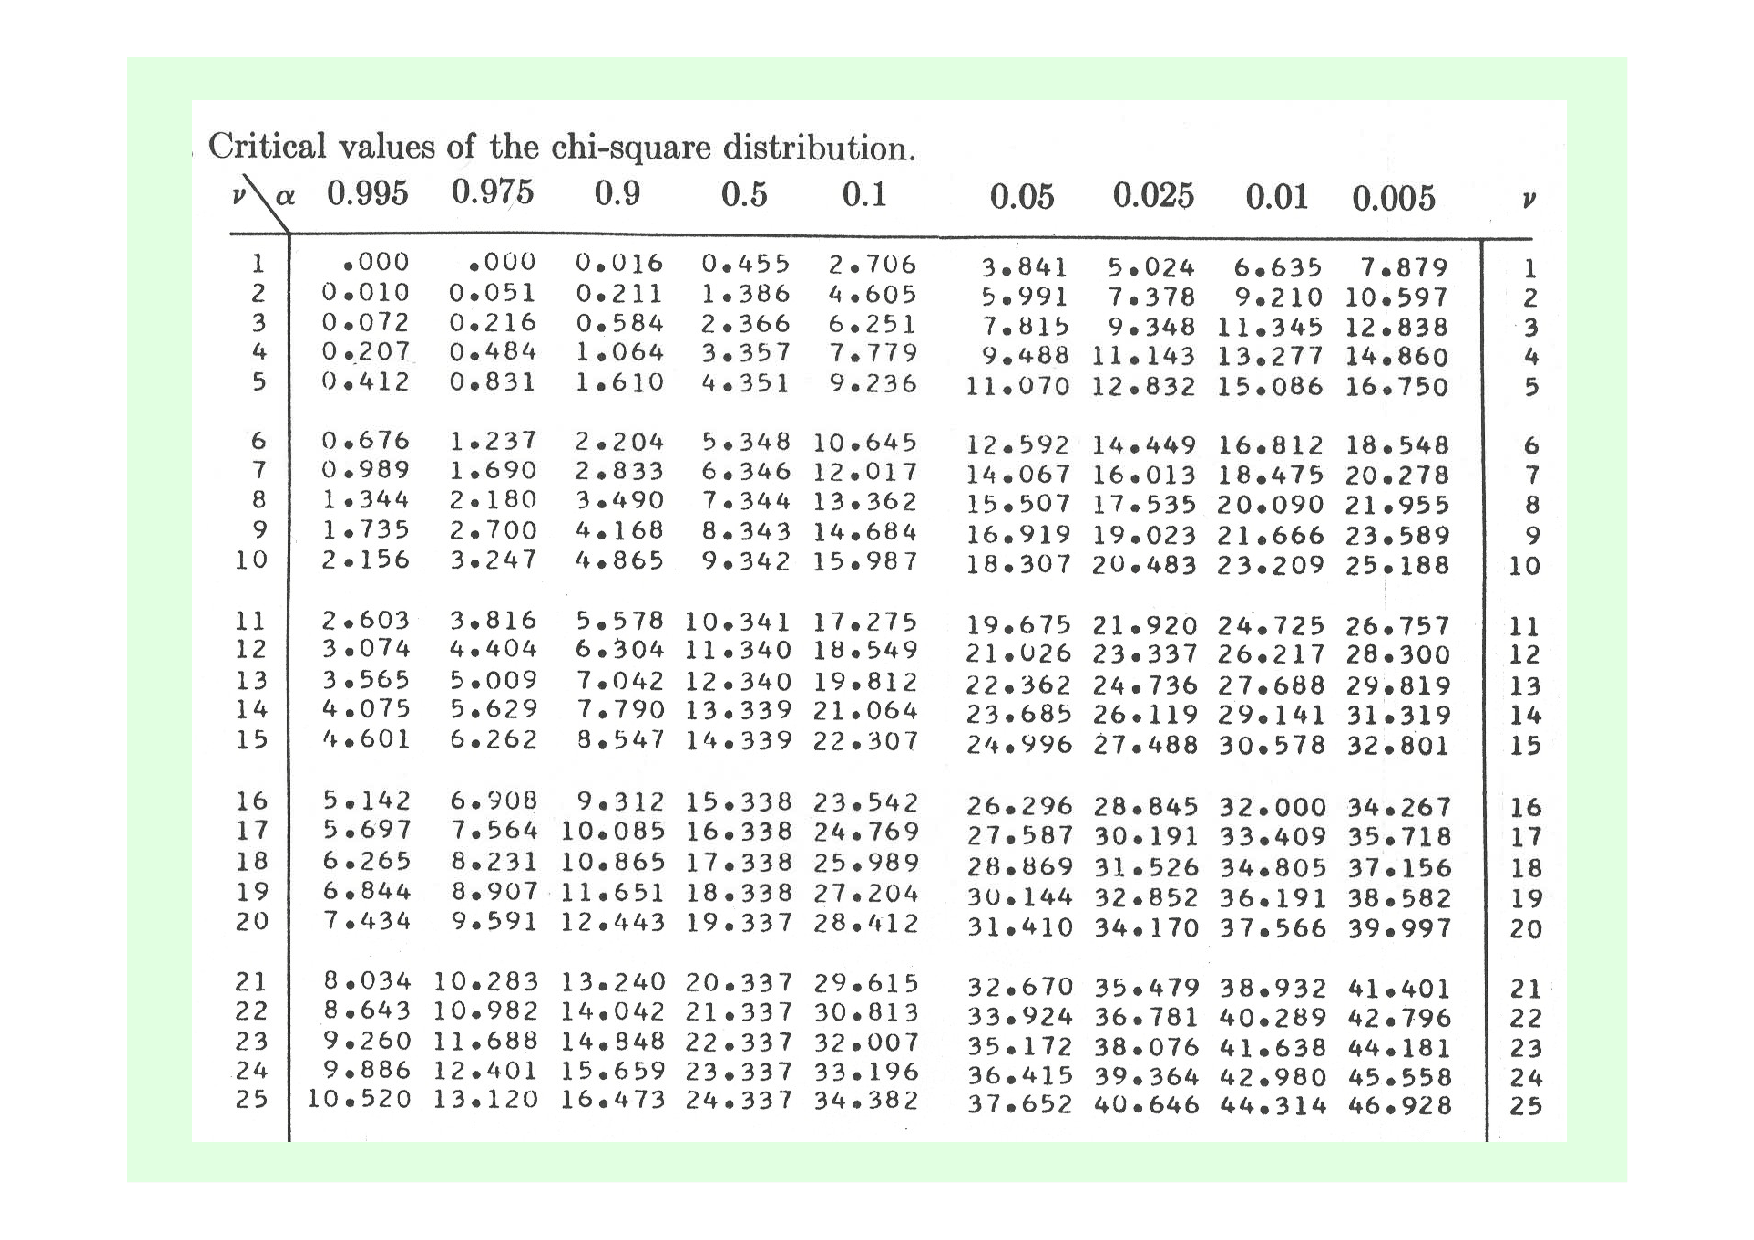 Critical values of the chi-square distribution.
ν α 0.995 0.975 0.9 0.5 0.1 0.05 0.025 0.01 0.005 ν
1 .000 .000 0.016 0.455 2.706 3.841 5.024 6.635 7.879 1
2 0.010 0.051 0.211 1.386 4.605 5.991 7.378 9.210 10.597 2
3 0.072 0.216 0.584 2.366 6.251 7.815 9.348 11.345 12.838 3
4 0.207 0.484 1.064 3.357 7.779 9.488 11.143 13.277 14.860 4
5 0.412 0.831 1.610 4.351 9.236 11.070 12.832 15.086 16.750 5
6 0.676 1.237 2.204 5.348 10.645 12.592 14.449 16.812 18.548 6
7 0.989 1.690 2.833 6.346 12.017 14.067 16.013 18.475 20.278 7
8 1.344 2.180 3.490 7.344 13.362 15.507 17.535 20.090 21.955 8
9 1.735 2.700 4.168 8.343 14.684 16.919 19.023 21.666 23.589 9
10 2.156 3.247 4.865 9.342 15.987 18.307 20.483 23.209 25.188 10
11 2.603 3.816 5.578 10.341 17.275 19.675 21.920 24.725 26.757 11
12 3.074 4.404 6.304 11.340 18.549 21.026 23.337 26.217 28.300 12
13 3.565 5.009 7.042 12.340 19.812 22.362 24.736 27.688 29.819 13
14 4.075 5.629 7.790 13.339 21.064 23.685 26.119 29.141 31.319 14
15 4.601 6.262 8.547 14.339 22.307 24.996 27.488 30.578 32.801 15
16 5.142 6.908 9.312 15.338 23.542 26.296 28.845 32.000 34.267 16
17 5.697 7.564 10.085 16.338 24.769 27.587 30.191 33.409 35.718 17
18 6.265 8.231 10.865 17.338 25.989 28.869 31.526 34.805 37.156 18
19 6.844 8.907 11.651 18.338 27.204 30.144 32.852 36.191 38.582 19
20 7.434 9.591 12.443 19.337 28.412 31.410 34.170 37.566 39.997 20
21 8.034 10.283 13.240 20.337 29.615 32.670 35.479 38.932 41.401 21
22 8.643 10.982 14.042 21.337 30.813 33.924 36.781 40.289 42.796 22
23 9.260 11.688 14.848 22.337 32.007 35.172 38.076 41.638 44.181 23
24 9.886 12.401 15.659 23.337 33.196 36.415 39.364 42.980 45.558 24
25 10.520 13.120 16.473 24.337 34.382 37.652 40.646 44.314 46.928 25